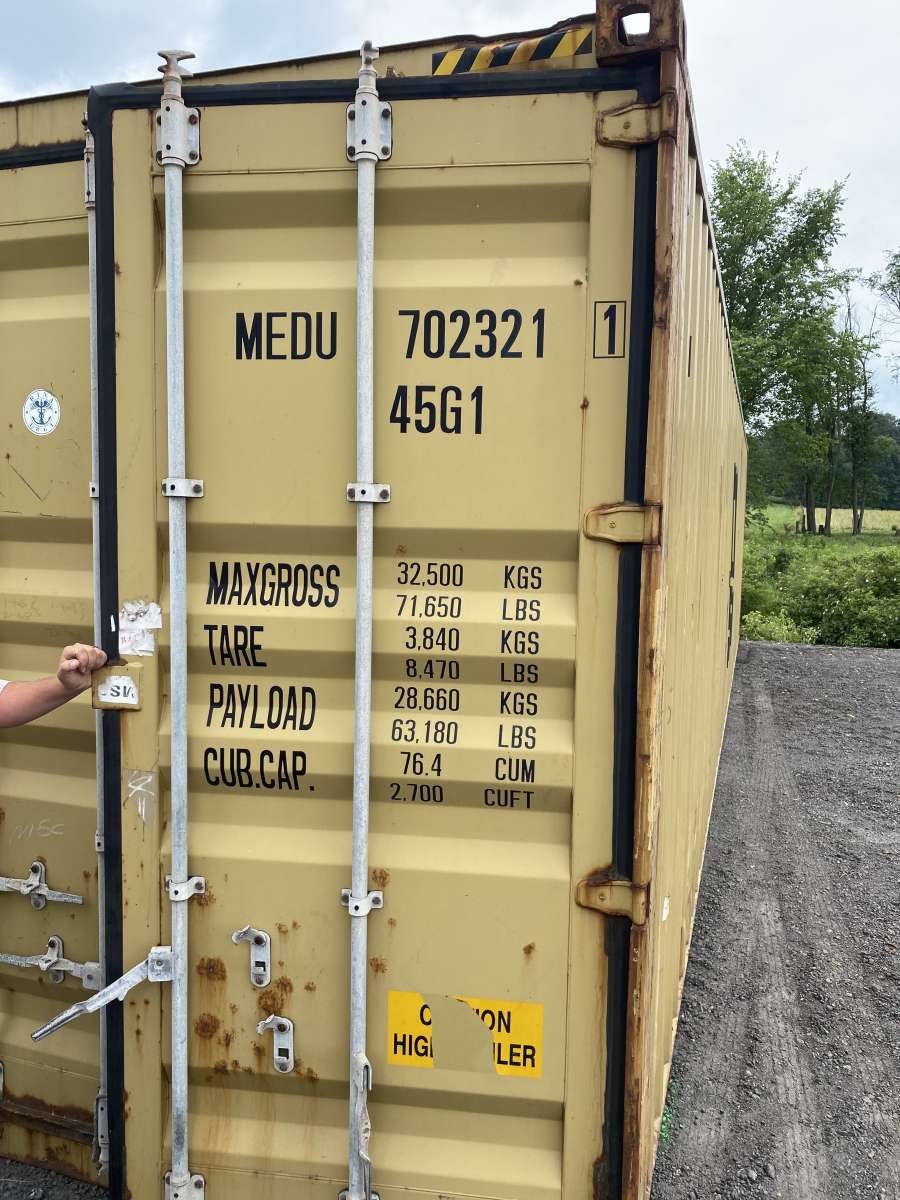 MEDU 702321 1
45G1
MAXGROSS 32,500 KGS
71,650 LBS
TARE 3,840 KGS
8,470 LBS
PAYLOAD 28,660 KGS
63,180 LBS
CUB.CAP. 76.4 CUM
2,700 CUFT
MSC